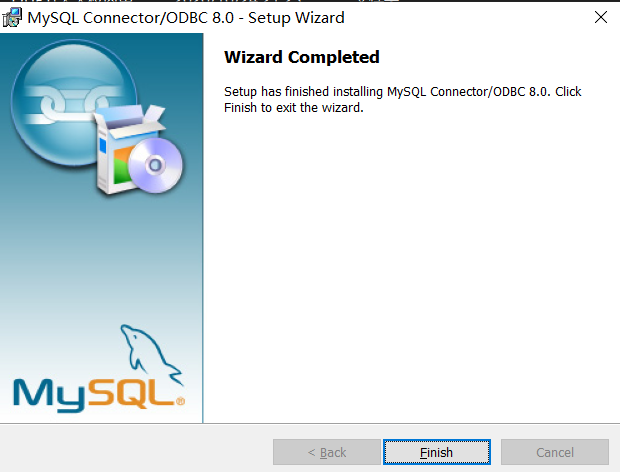 MySQL Connector/ODBC 8.0 - Setup Wizard
Wizard Completed
Setup has finished installing MySQL Connector/ODBC 8.0. Click
Finish to exit the wizard.
MySQL®
< Back
Finish
Cancel